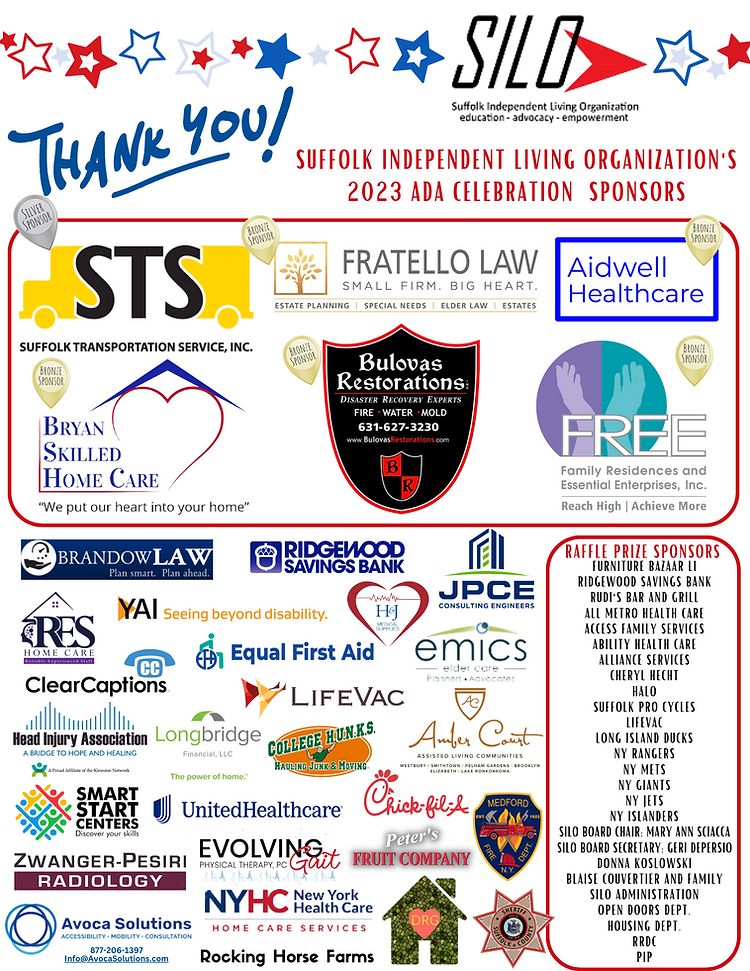 SILO
Suffolk Independent Living Organization
education - advocacy - empowerment
THANK YOU!
SUFFOLK INDEPENDENT LIVING ORGANIZATION'S
2023 ADA CELEBRATION SPONSORS
SILVER
SPONSOR
STS
SUFFOLK TRANSPORTATION SERVICE, INC.
BRONZE
SPONSOR
FRATELLO LAW
SMALL FIRM. BIG HEART.
ESTATE PLANNING | SPECIAL NEEDS | ELDER LAW | ESTATES
BRONZE
SPONSOR
Aidwell
Healthcare
BRONZE
SPONSOR
BRYAN
SKILLED
HOME CARE
“We put our heart into your home”
BRONZE
SPONSOR
Bulovas
Restorations
DISASTER RECOVERY EXPERTS
FIRE · WATER · MOLD
631-627-3230
www.BulovasRestorations.com
B
R
BRONZE
SPONSOR
FREE
Family Residences and
Essential Enterprises, Inc.
Reach High | Achieve More
BRANDOWLAW
Plan smart. Plan ahead.
RIDGEWOOD
SAVINGS BANK
JPCE
CONSULTING ENGINEERS
RES
HOME CARE
Reliable Experienced Staff
YAI Seeing beyond disability.
H&J
MEDICAL
SUPPLIES
CC
ClearCaptions
Equal First Aid
emics
elder care
Planners • Advocates
LIFEVAC
Head Injury Association
A BRIDGE TO HOPE AND HEALING
A Proud Affiliate of the Kinexion Network
Longbridge
Financial, LLC
The power of home.™
COLLEGE H.U.N.K.S.
HAULING JUNK & MOVING
AC
Amber Court
ASSISTED LIVING COMMUNITIES
WESTBURY | SMITHTOWN | PELHAM GARDENS | BROOKLYN
ELIZABETH | LAKE RONKONKOMA
SMART
START
CENTERS
Discover your skills
UnitedHealthcare
Chick-fil-A
MEDFORD
FIRE DEPT.
N.Y.
ZWANGER-PESIRI
RADIOLOGY
EVOLVING
PHYSICAL THERAPY, PC Gait
Peter's
FRUIT COMPANY
NYHC New York
Health Care
HOME CARE SERVICES
DRG
SHERIFF
SUFFOLK COUNTY
Avoca Solutions
ACCESSIBILITY • MOBILITY • CONSULTATION
877-206-1397
Info@AvocaSolutions.com
Rocking Horse Farms
RAFFLE PRIZE SPONSORS
FURNITURE BAZAAR LI
RIDGEWOOD SAVINGS BANK
RUDI'S BAR AND GRILL
ALL METRO HEALTH CARE
ACCESS FAMILY SERVICES
ABILITY HEALTH CARE
ALLIANCE SERVICES
CHERYL HECHT
HALO
SUFFOLK PRO CYCLES
LIFEVAC
LONG ISLAND DUCKS
NY RANGERS
NY METS
NY GIANTS
NY JETS
NY ISLANDERS
SILO BOARD CHAIR: MARY ANN SCIACCA
SILO BOARD SECRETARY: GERI DEPERSIO
DONNA KOSLOWSKI
BLAISE COUVERTIER AND FAMILY
SILO ADMINISTRATION
OPEN DOORS DEPT.
HOUSING DEPT.
RRDC
PIP